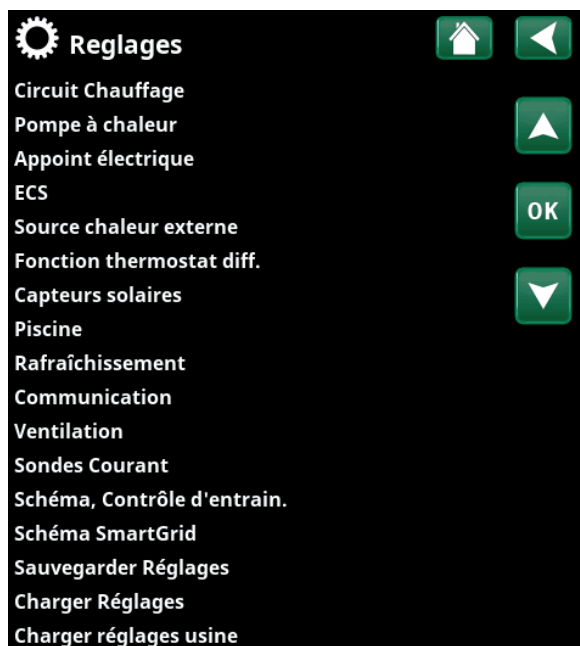 Reglages
Circuit Chauffage
Pompe à chaleur
Appoint électrique
ECS
Source chaleur externe
OK
Fonction thermostat diff.
Capteurs solaires
Piscine
Rafraîchissement
Communication
Ventilation
Sondes Courant
Schéma, Contrôle d'entrain.
Schéma SmartGrid
Sauvegarder Réglages
Charger Réglages
Charger réglages usine